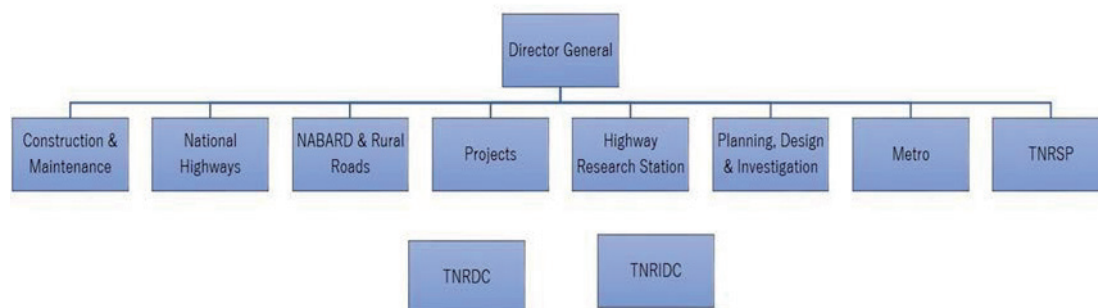 Director General
Construction &
Maintenance
National
Highways
NABARD & Rural
Roads
Projects
Highway
Research Station
Planning, Design
& Investigation
Metro
TNRSP
TNRDC
TNRIDC